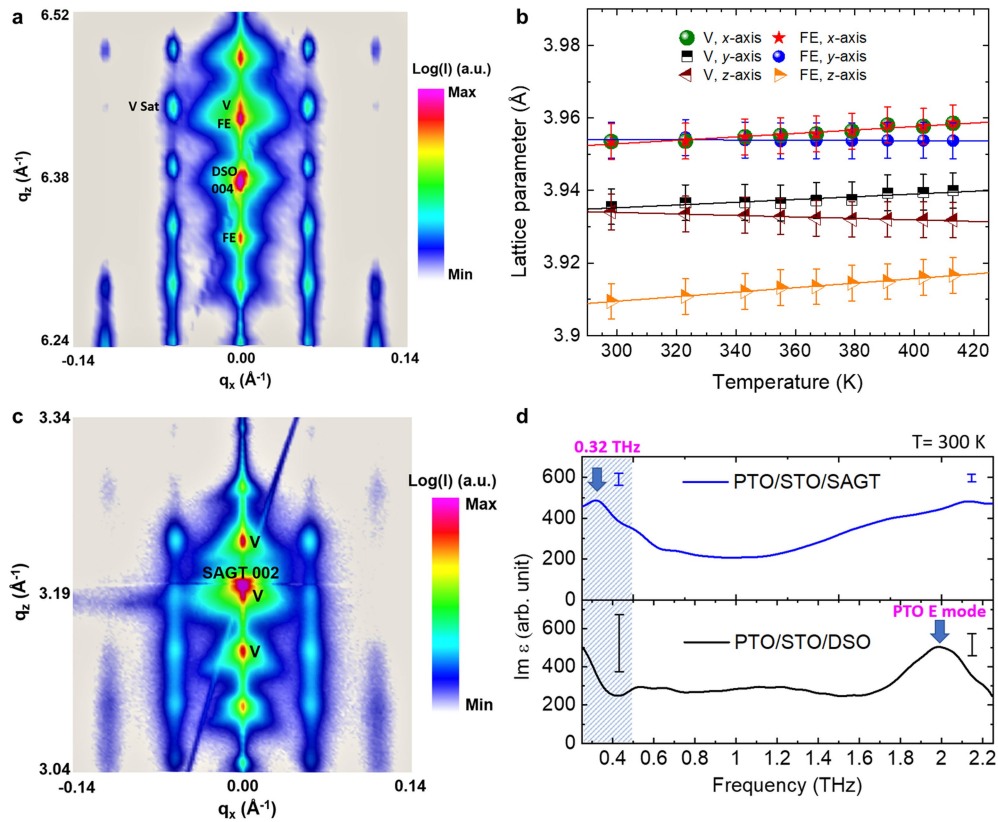 a
6.52
6.38
6.24
qz (Å-1)
-0.14
0.00
0.14
qx (Å-1)
V Sat
V
FE
DSO
004
FE
Log(I) (a.u.)
Max
Min
b
3.98
3.96
3.94
3.92
3.9
Lattice parameter (Å)
V, x-axis
FE, x-axis
V, y-axis
FE, y-axis
V, z-axis
FE, z-axis
300 320 340 360 380 400 420
Temperature (K)
c
3.34
3.19
3.04
qz (Å-1)
-0.14
0.00
0.14
qx (Å-1)
V
SAGT 002
V
V
Log(I) (a.u.)
Max
Min
d
0.32 THz
T= 300 K
600
400
200
0
PTO/STO/SAGT
Im ε (arb. unit)
PTO E mode
600
400
200
0
PTO/STO/DSO
0.4 0.6 0.8 1 1.2 1.4 1.6 1.8 2 2.2
Frequency (THz)